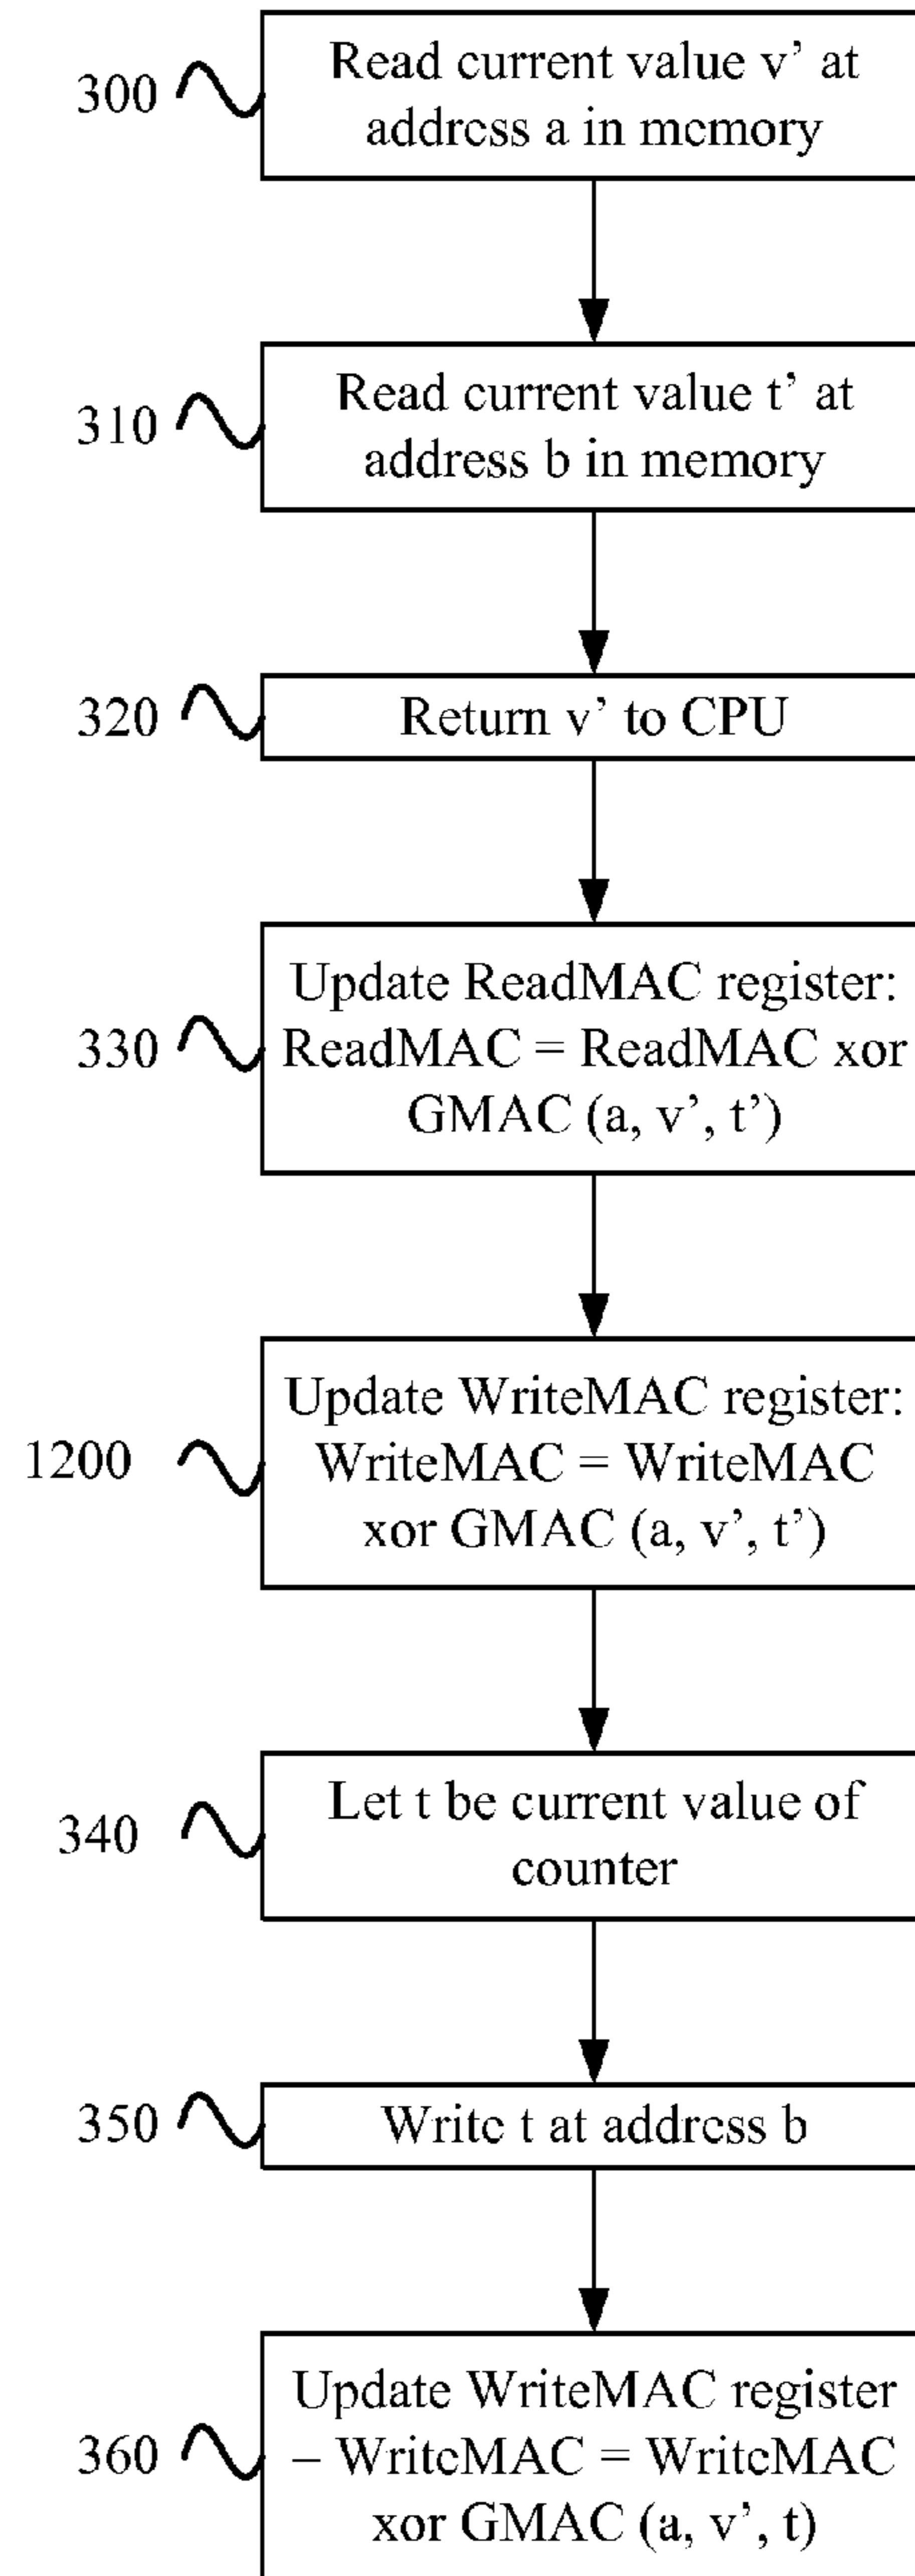 300
Read current value v’ at
address a in memory
310
Read current value t’ at
address b in memory
320
Return v’ to CPU
330
Update ReadMAC register:
ReadMAC = ReadMAC xor
GMAC (a, v’, t’)
1200
Update WriteMAC register:
WriteMAC = WriteMAC
xor GMAC (a, v’, t’)
340
Let t be current value of
counter
350
Write t at address b
360
Update WriteMAC register
– WriteMAC = WriteMAC
xor GMAC (a, v’, t)